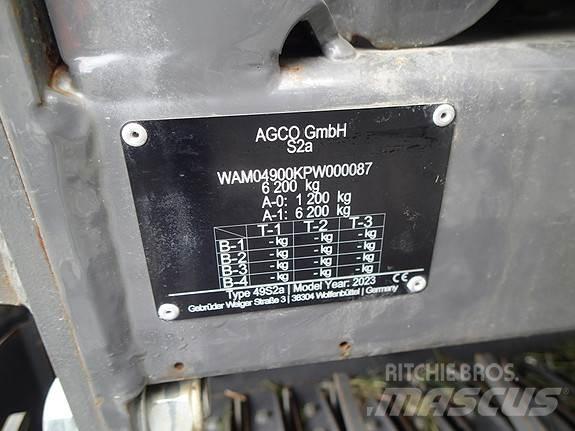 AGCO GmbH
S2a
WAM04900KPW000087
6 200 kg
A-0: 1 200 kg
A-1: 6 200 kg
T-1 T-2 T-3
B-1 - kg - kg - kg
B-2 - kg - kg - kg
B-3 - kg - kg - kg
B-4 - kg - kg - kg
Type 49S2a | Model Year: 2023 CE
Gebrüder Welger Straße 3 | 38304 Wolfenbüttel | Germany
RITCHIE BROS.
MASCUS